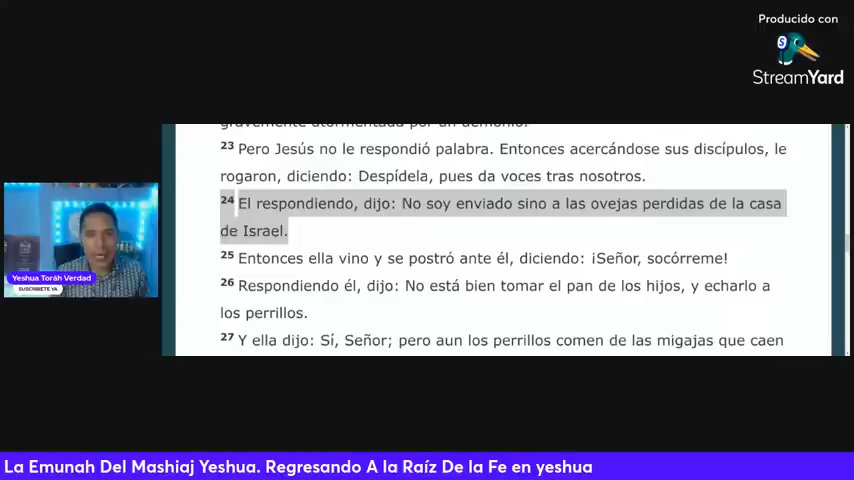 Producido con
StreamYard
gravemente atormentada por un demonio.
23 Pero Jesús no le respondió palabra. Entonces acercándose sus discípulos, le
rogaron, diciendo: Despídela, pues da voces tras nosotros.
24 El respondiendo, dijo: No soy enviado sino a las ovejas perdidas de la casa
de Israel.
25 Entonces ella vino y se postró ante él, diciendo: ¡Señor, socórreme!
26 Respondiendo él, dijo: No está bien tomar el pan de los hijos, y echarlo a
los perrillos.
27 Y ella dijo: Sí, Señor; pero aun los perrillos comen de las migajas que caen
Yeshua Toráh Verdad
SUSCRIBETE YA
La Emunah Del Mashiaj Yeshua. Regresando A la Raíz De la Fe en yeshua